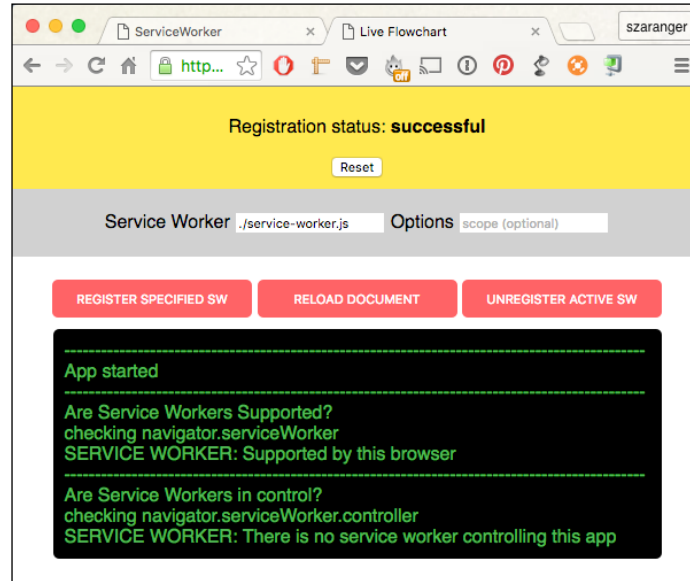 ServiceWorker
Live Flowchart
szaranger
http...
off
Registration status: successful
Reset
Service Worker ./service-worker.js Options scope (optional)
REGISTER SPECIFIED SW RELOAD DOCUMENT UNREGISTER ACTIVE SW
App started
Are Service Workers Supported?
checking navigator.serviceWorker
SERVICE WORKER: Supported by this browser
Are Service Workers in control?
checking navigator.serviceWorker.controller
SERVICE WORKER: There is no service worker controlling this app